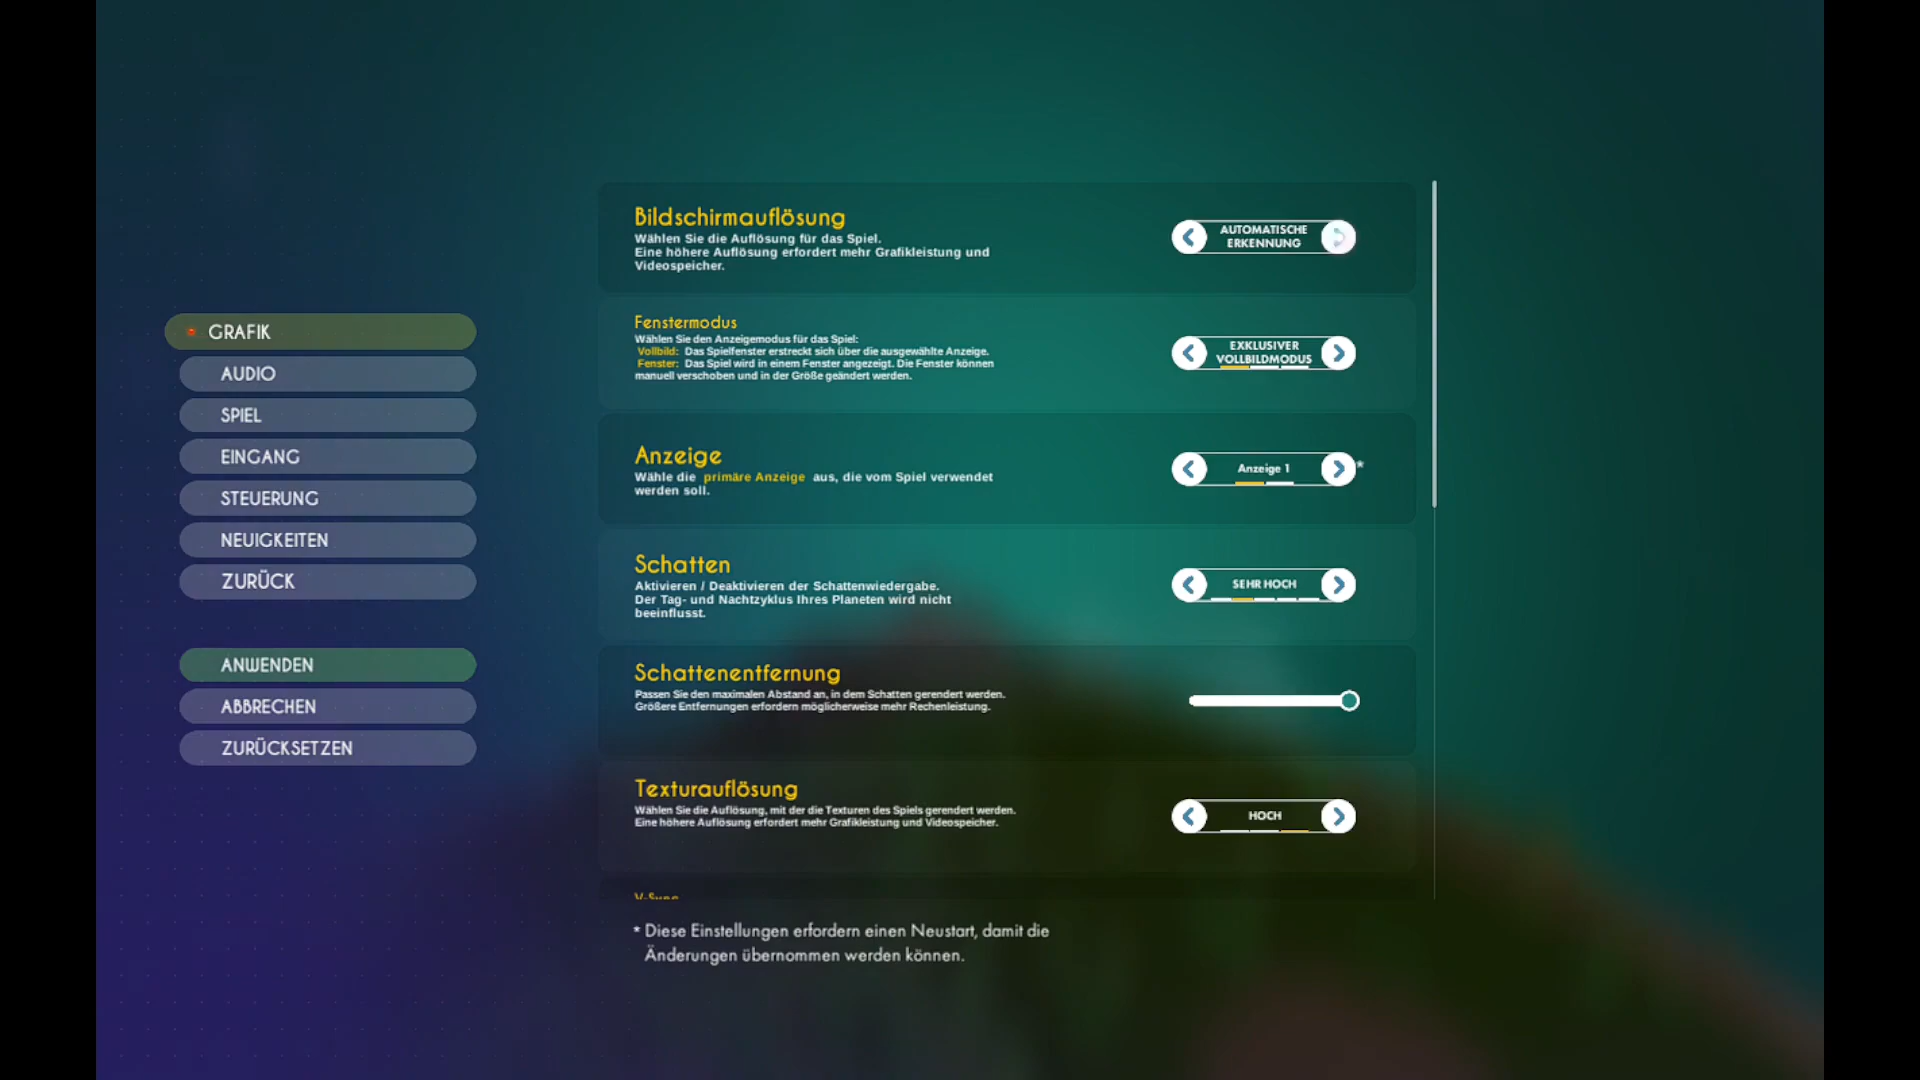 GRAFIK
AUDIO
SPIEL
EINGANG
STEUERUNG
NEUIGKEITEN
ZURÜCK
ANWENDEN
ABBRECHEN
ZURÜCKSETZEN
Bildschirmauflösung
Wählen Sie die Auflösung für das Spiel.
Eine höhere Auflösung erfordert mehr Grafikleistung und
Videospeicher.
AUTOMATISCHE
ERKENNUNG
Fenstermodus
Wählen Sie den Anzeigemodus für das Spiel:
Vollbild: Das Spielfenster erstreckt sich über die ausgewählte Anzeige.
Fenster: Das Spiel wird in einem Fenster angezeigt. Die Fenster können
manuell verschoben und in der Größe geändert werden.
EXKLUSIVER
VOLLBILDMODUS
Anzeige
Wähle die primäre Anzeige aus, die vom Spiel verwendet
werden soll.
Anzeige 1 *
Schatten
Aktivieren / Deaktivieren der Schattenwiedergabe.
Der Tag- und Nachtzyklus Ihres Planeten wird nicht
beeinflusst.
SEHR HOCH
Schattenentfernung
Passen Sie den maximalen Abstand an, in dem Schatten gerendert werden.
Größere Entfernungen erfordern möglicherweise mehr Rechenleistung.
Texturauflösung
Wählen Sie die Auflösung, mit der die Texturen des Spiels gerendert werden.
Eine höhere Auflösung erfordert mehr Grafikleistung und Videospeicher.
HOCH
V-Sync
* Diese Einstellungen erfordern einen Neustart, damit die
Änderungen übernommen werden können.